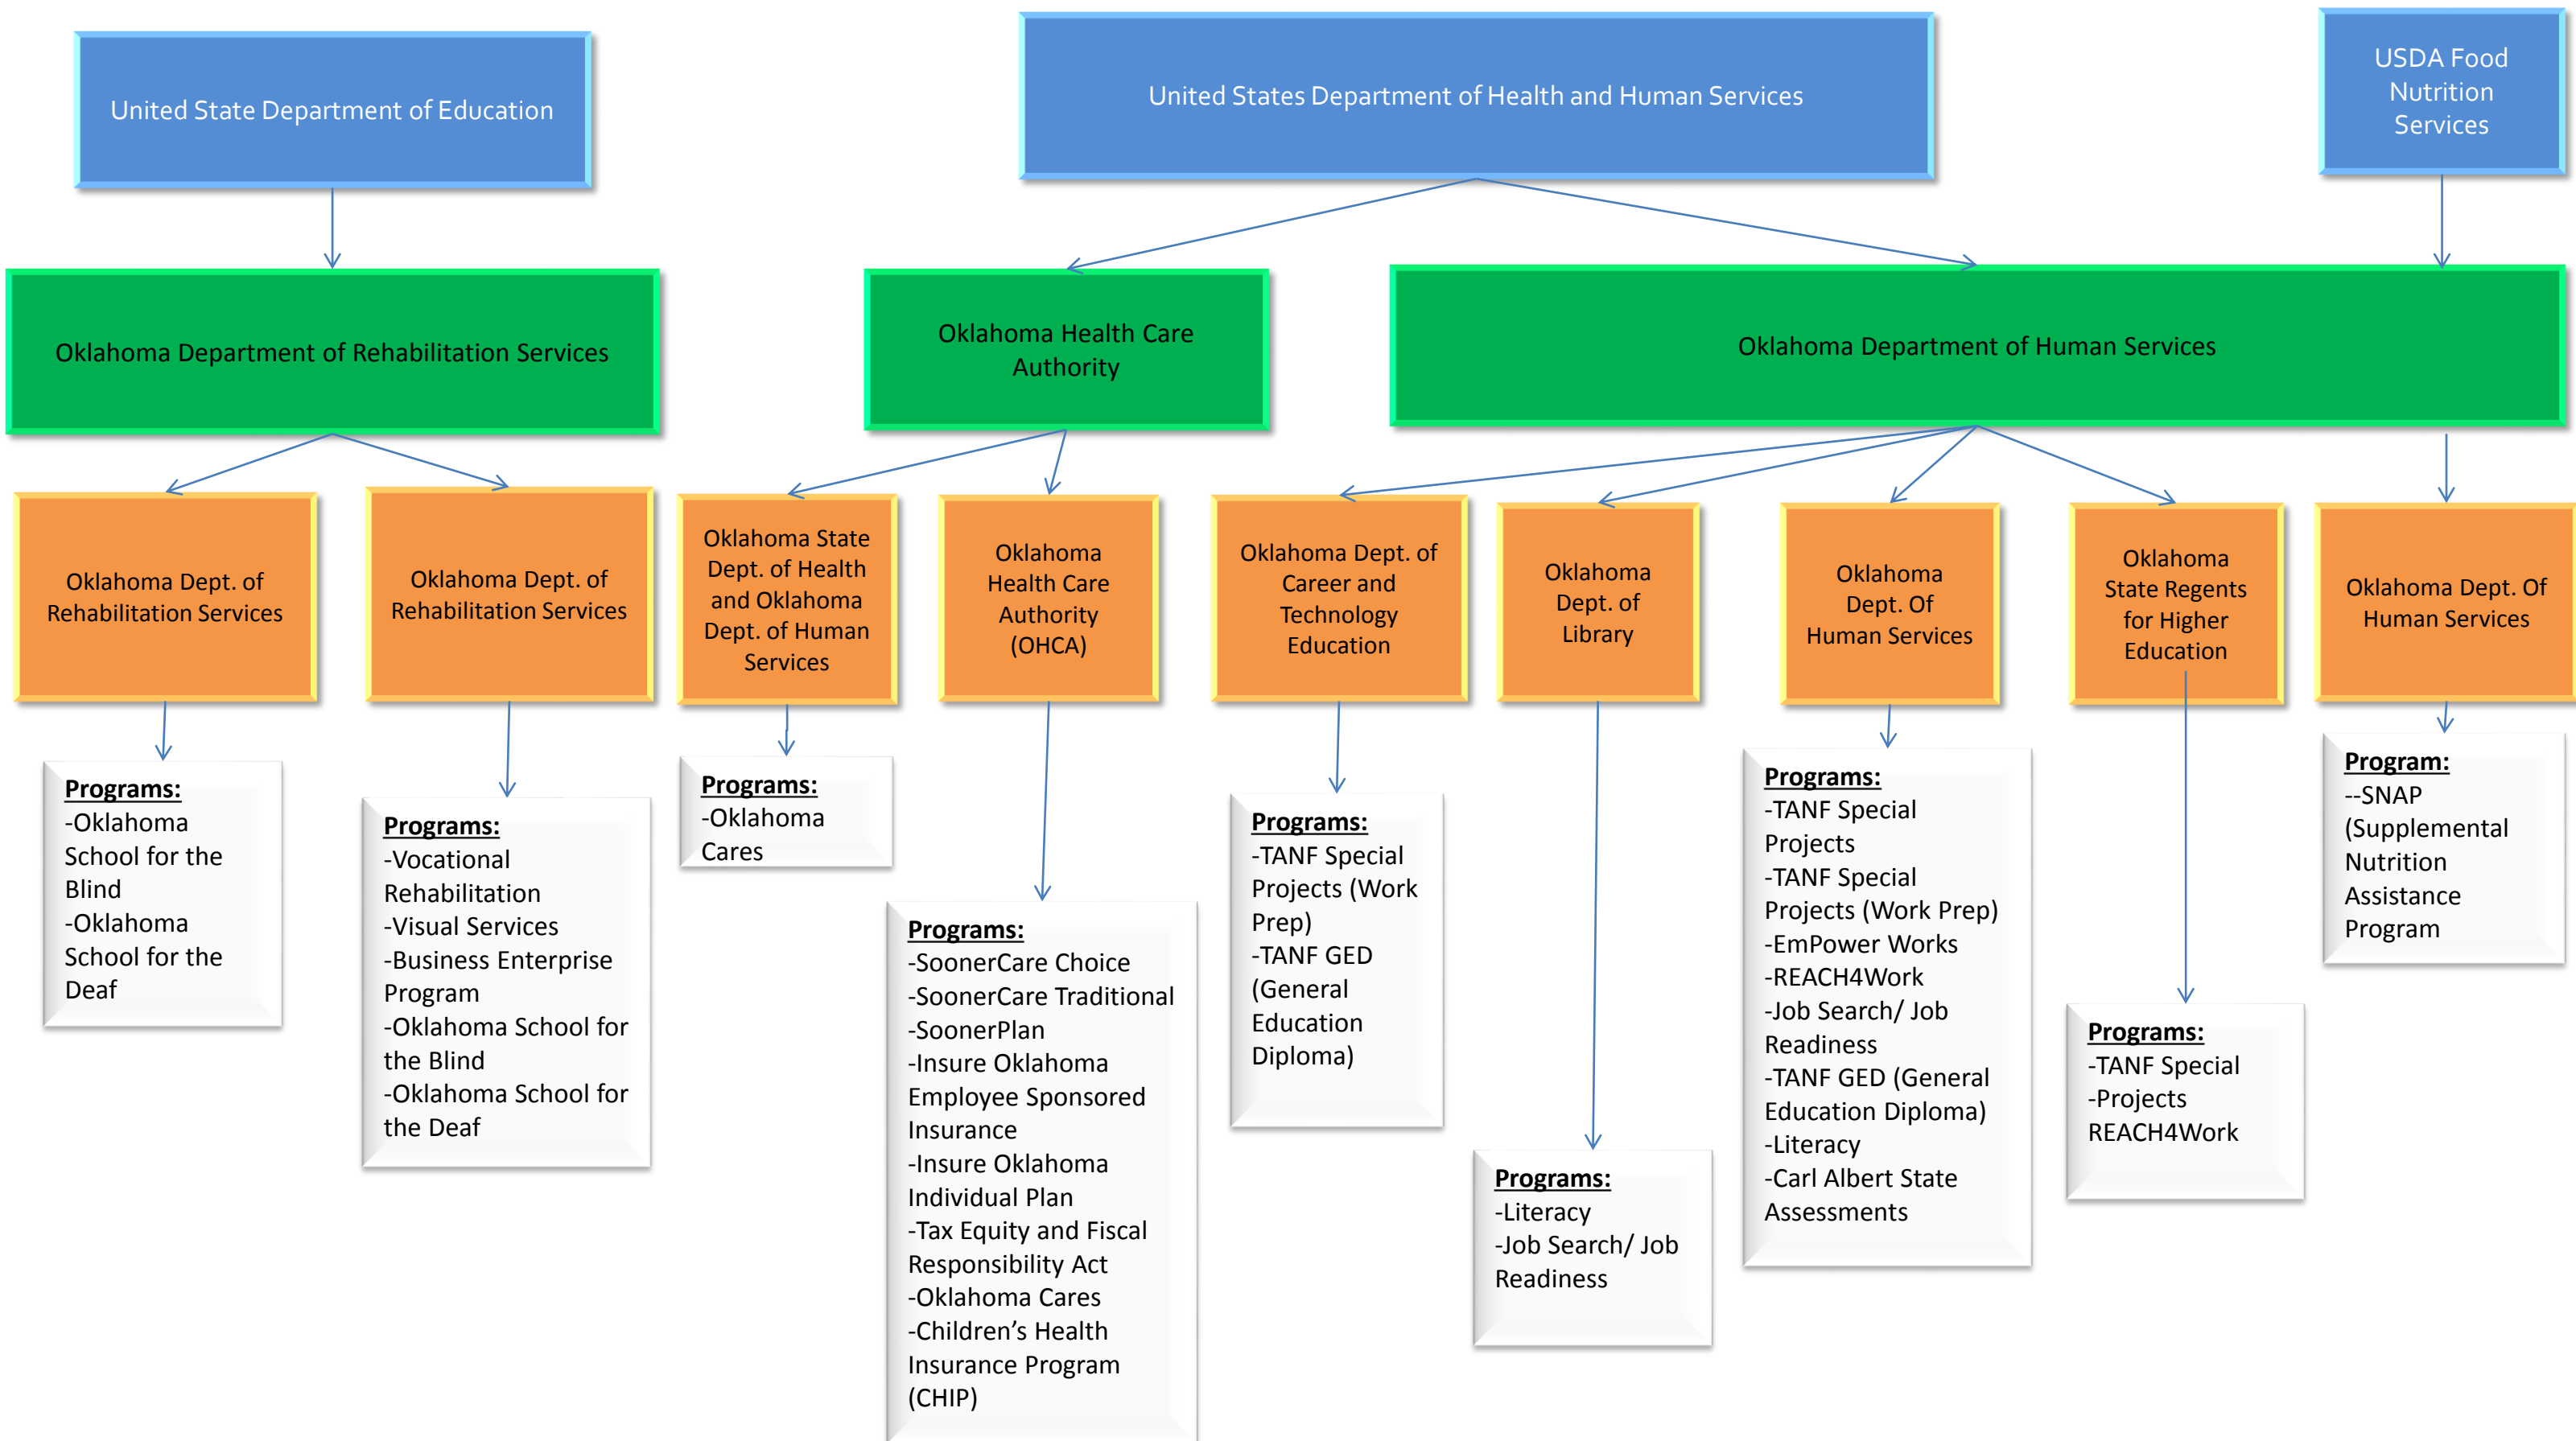 United State Department of Education
United States Department of Health and Human Services
USDA Food
Nutrition
Services
Oklahoma Department of Rehabilitation Services
Oklahoma Health Care
Authority
Oklahoma Department of Human Services
Oklahoma Dept. of
Rehabilitation Services
Oklahoma Dept. of
Rehabilitation Services
Oklahoma State
Dept. of Health
and Oklahoma
Dept. of Human
Services
Oklahoma
Health Care
Authority
(OHCA)
Oklahoma Dept. of
Career and
Technology
Education
Oklahoma
Dept. of
Library
Oklahoma
Dept. Of
Human Services
Oklahoma
State Regents
for Higher
Education
Oklahoma Dept. Of
Human Services
Programs:
-Oklahoma
School for the
Blind
-Oklahoma
School for the
Deaf
Programs:
-Vocational
Rehabilitation
-Visual Services
-Business Enterprise
Program
-Oklahoma School for
the Blind
-Oklahoma School for
the Deaf
Programs:
-Oklahoma
Cares
Programs:
-SoonerCare Choice
-SoonerCare Traditional
-SoonerPlan
-Insure Oklahoma
Employee Sponsored
Insurance
-Insure Oklahoma
Individual Plan
-Tax Equity and Fiscal
Responsibility Act
-Oklahoma Cares
-Children's Health
Insurance Program
(CHIP)
Programs:
-TANF Special
Projects (Work
Prep)
-TANF GED
(General
Education
Diploma)
Programs:
-Literacy
-Job Search/ Job
Readiness
Programs:
-TANF Special
Projects
-TANF Special
Projects (Work Prep)
-EmPower Works
-REACH4Work
-Job Search/ Job
Readiness
-TANF GED (General
Education Diploma)
-Literacy
-Carl Albert State
Assessments
Programs:
-TANF Special
-Projects
REACH4Work
Program:
--SNAP
(Supplemental
Nutrition
Assistance
Program